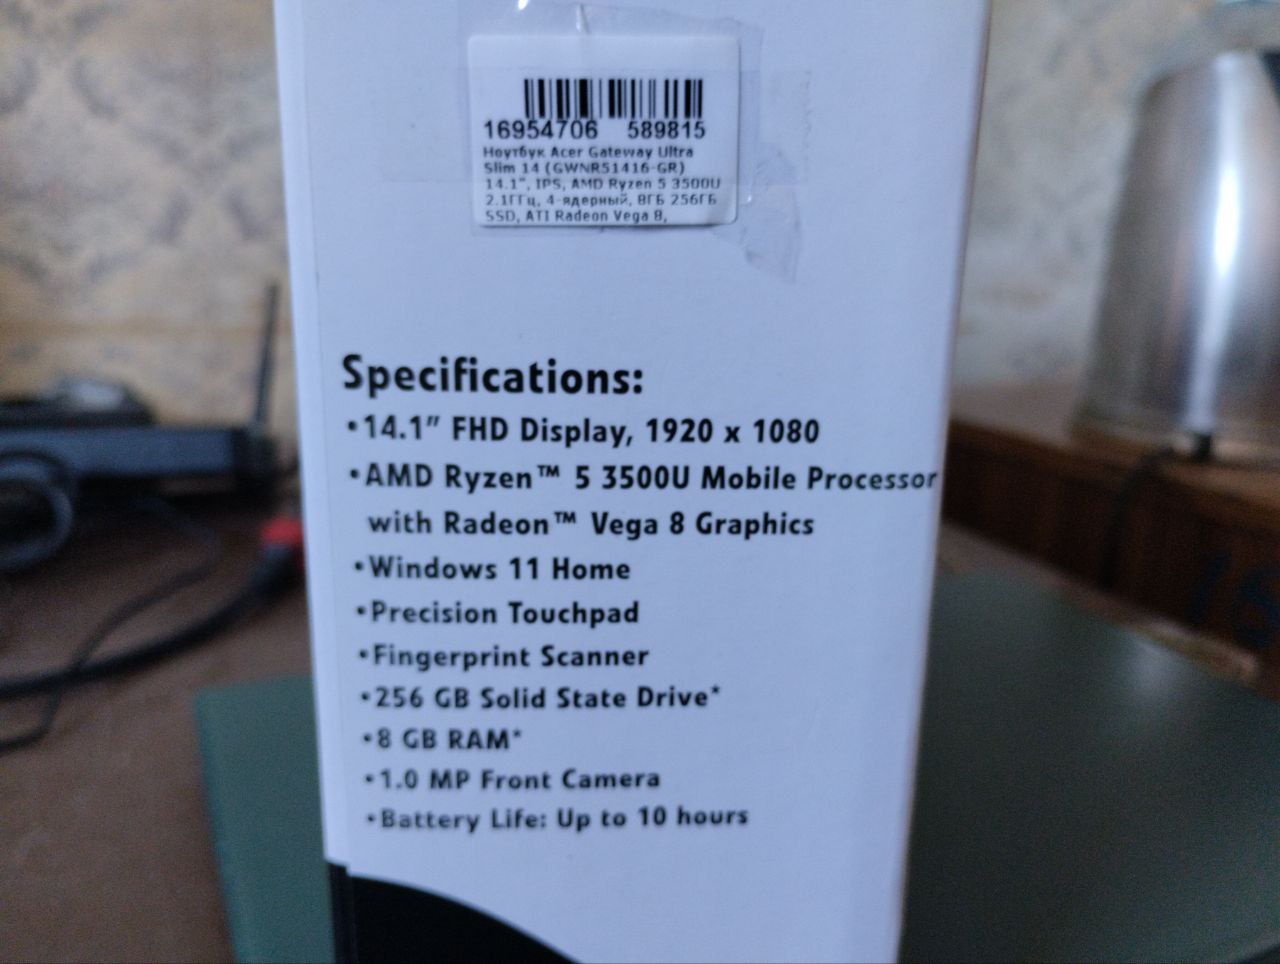 16954706 589815
Ноутбук Acer Gateway Ultra
Slim 14 (GWNR51416-GR)
14.1", IPS, AMD Ryzen 5 3500U
2.1ГГц, 4-ядерный, 8ГБ 256ГБ
SSD, ATI Radeon Vega 8,
Specifications:
•14.1” FHD Display, 1920 x 1080
•AMD Ryzen™ 5 3500U Mobile Processor
with Radeon™ Vega 8 Graphics
•Windows 11 Home
•Precision Touchpad
•Fingerprint Scanner
•256 GB Solid State Drive*
•8 GB RAM*
•1.0 MP Front Camera
•Battery Life: Up to 10 hours